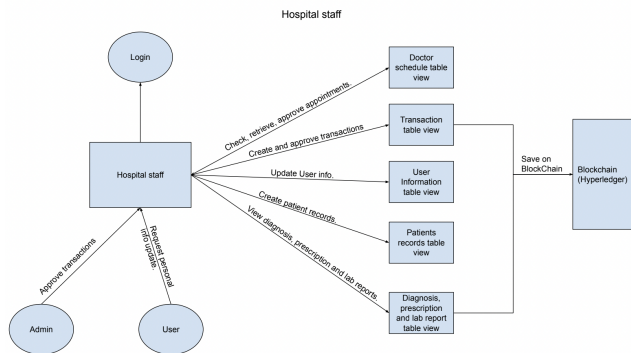 Hospital staff
Login
Doctor
schedule table
view
Check, retrieve, approve appointments.
Transaction
table view
Create and approve transactions
Save on
BlockChain
Blockchain
(Hyperledger)
Hospital staff
Update User info.
User
Information
table view
Create patient records
Patients
records table
view
View diagnosis, prescription and lab reports
Approve transactions
Request personal
info update.
Diagnosis,
prescription
and lab report
table view
Admin
User